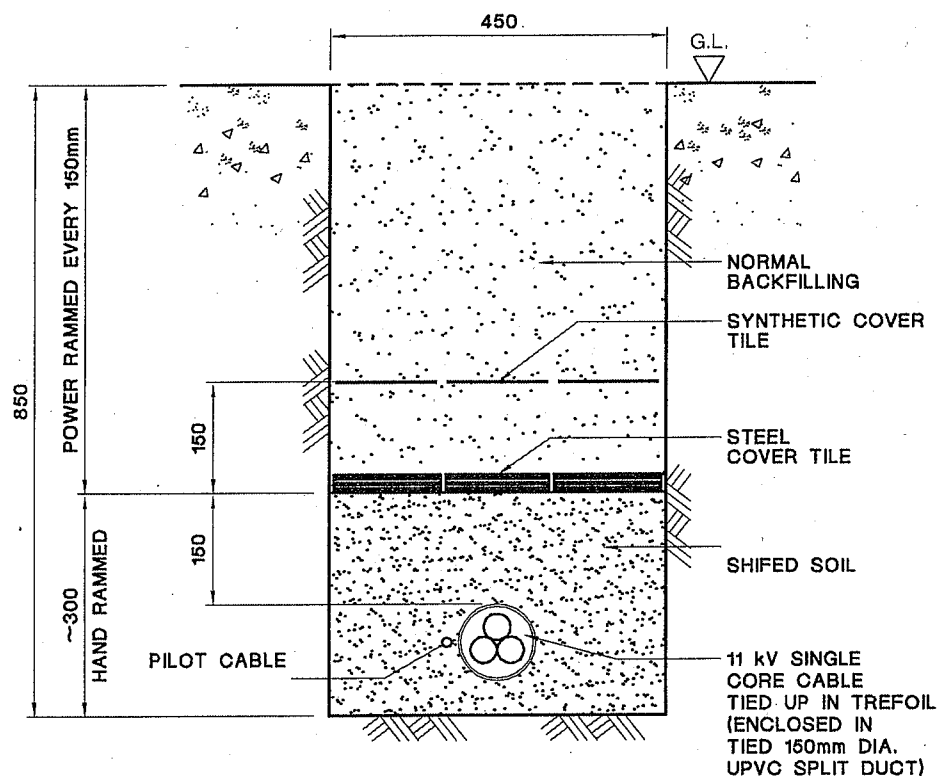 450
G.L.
850
POWER RAMMED EVERY 150mm
NORMAL
BACKFILLING
SYNTHETIC COVER
TILE
150
STEEL
COVER TILE
~300
HAND RAMMED
150
SHIFED SOIL
PILOT CABLE
11 kV SINGLE
CORE CABLE
TIED UP IN TREFOIL
(ENCLOSED IN
TIED 150mm DIA.
UPVC SPLIT DUCT)